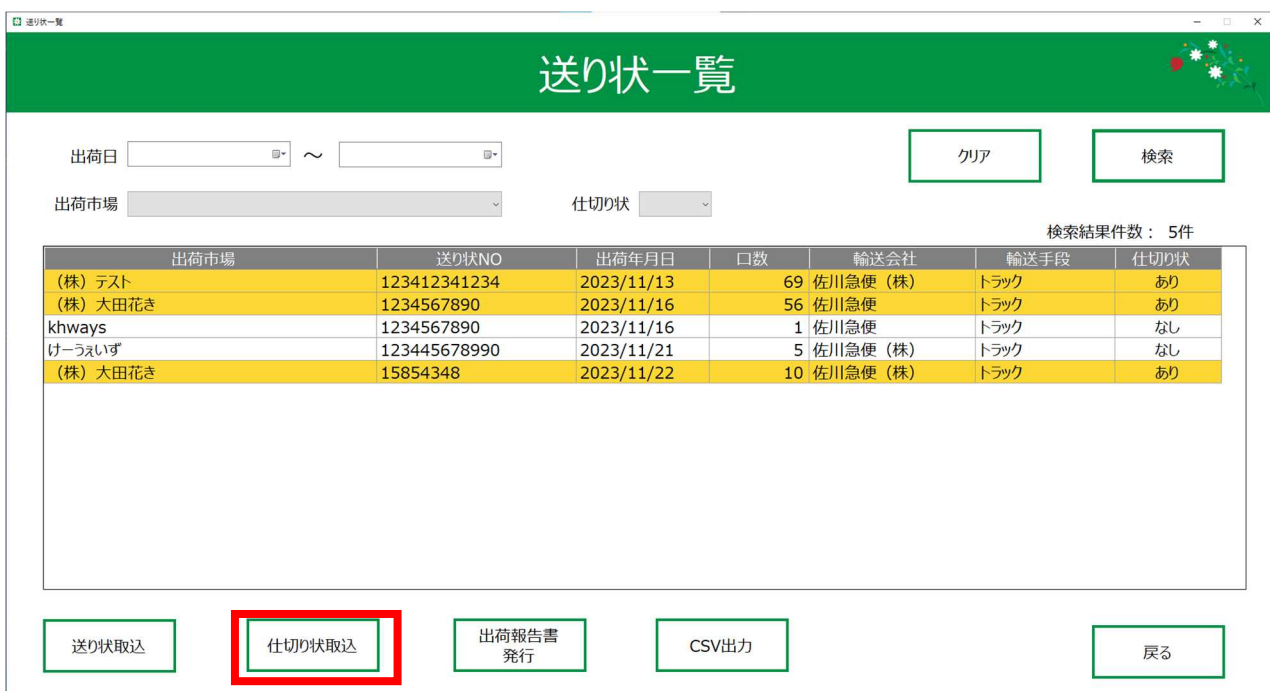 送り状一覧
送り状一覧
出荷日 ～
クリア
検索
出荷市場 仕切り状
検索結果件数： 5件
出荷市場 送り状NO 出荷年月日 口数 輸送会社 輸送手段 仕切り状
（株）テスト 123412341234 2023/11/13 69 佐川急便（株） トラック あり
（株）大田花き 1234567890 2023/11/16 56 佐川急便 トラック あり
khways 1234567890 2023/11/16 1 佐川急便 トラック なし
けーうぇいず 123445678990 2023/11/21 5 佐川急便（株） トラック なし
（株）大田花き 15854348 2023/11/22 10 佐川急便（株） トラック あり
送り状取込
仕切り状取込
出荷報告書
発行
CSV出力
戻る